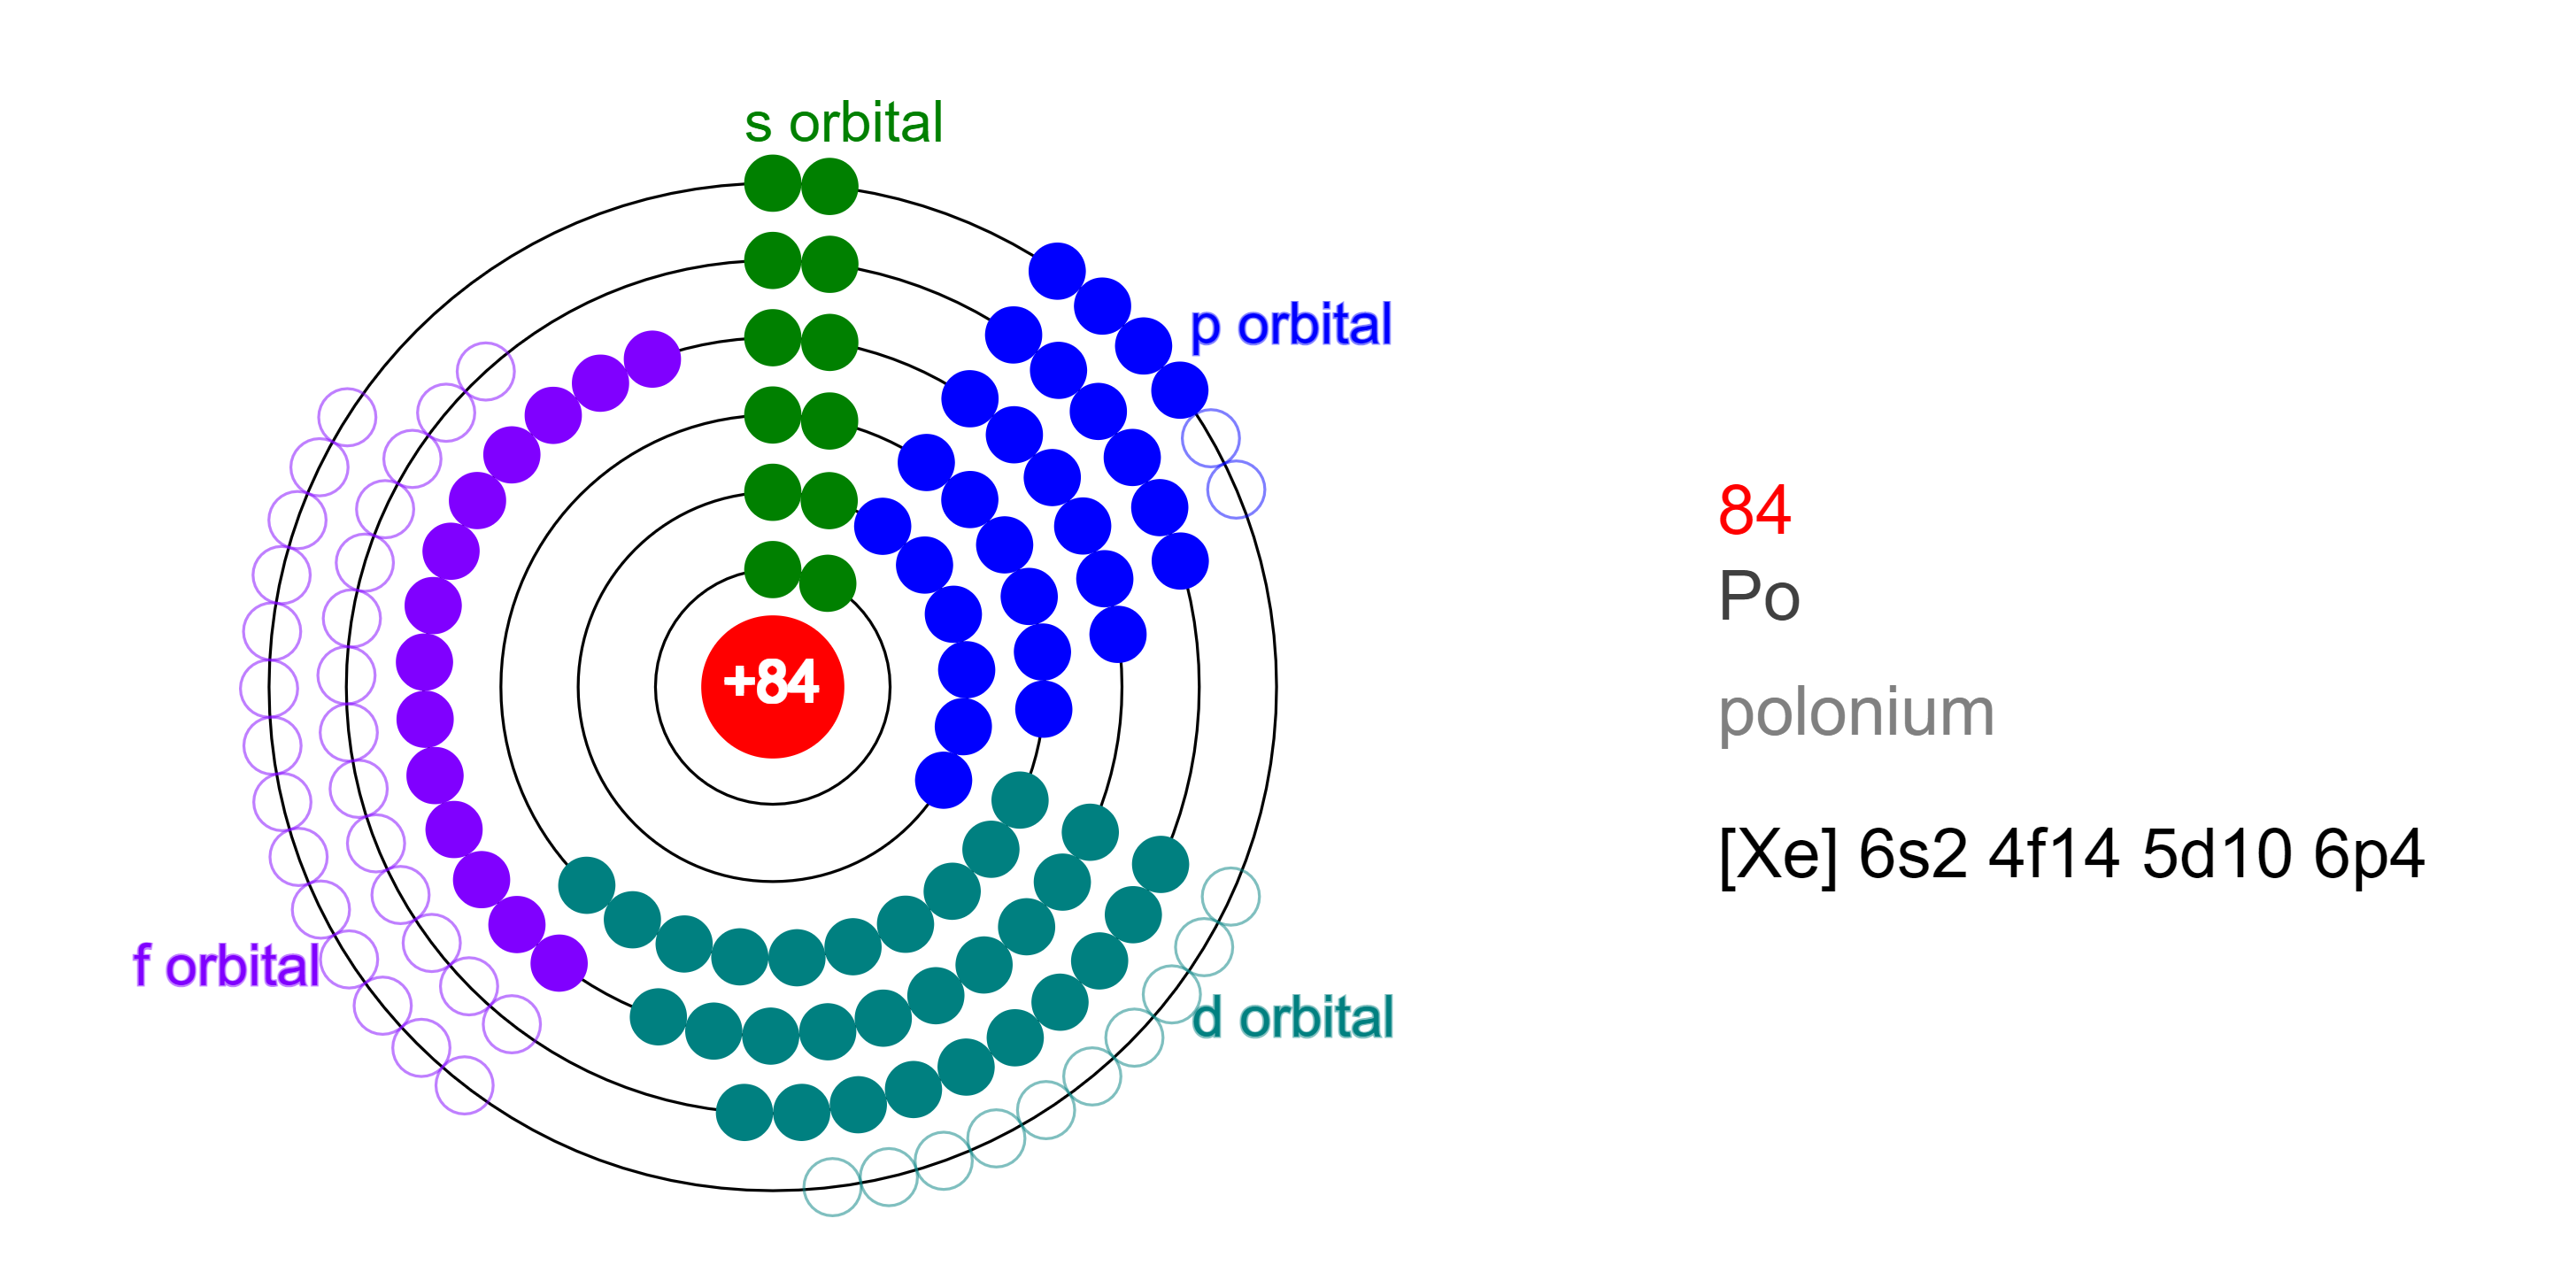 s orbital
p orbital
+84
f orbital
d orbital
84
Po
polonium
[Xe] 6s2 4f14 5d10 6p4